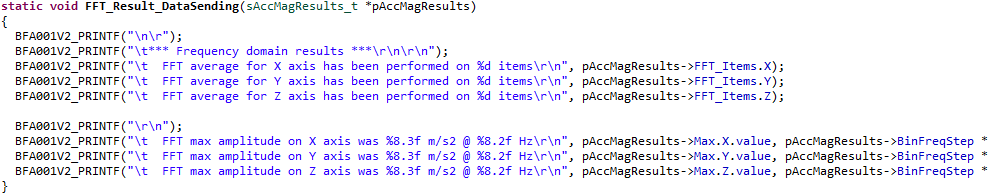 static void FFT_Result_DataSending(sAccMagResults_t *pAccMagResults)
{
  BFA001V2_PRINTF("\n\r");
  BFA001V2_PRINTF("\t*** Frequency domain results ***\r\n\r\n");
  BFA001V2_PRINTF("\t  FFT average for X axis has been performed on %d items\r\n", pAccMagResults->FFT_Items.X);
  BFA001V2_PRINTF("\t  FFT average for Y axis has been performed on %d items\r\n", pAccMagResults->FFT_Items.Y);
  BFA001V2_PRINTF("\t  FFT average for Z axis has been performed on %d items\r\n", pAccMagResults->FFT_Items.Z);

  BFA001V2_PRINTF("\r\n");
  BFA001V2_PRINTF("\t  FFT max amplitude on X axis was %8.3f m/s2 @ %8.2f Hz\r\n", pAccMagResults->Max.X.value, pAccMagResults->BinFreqStep *
  BFA001V2_PRINTF("\t  FFT max amplitude on Y axis was %8.3f m/s2 @ %8.2f Hz\r\n", pAccMagResults->Max.Y.value, pAccMagResults->BinFreqStep *
  BFA001V2_PRINTF("\t  FFT max amplitude on Z axis was %8.3f m/s2 @ %8.2f Hz\r\n", pAccMagResults->Max.Z.value, pAccMagResults->BinFreqStep *
}